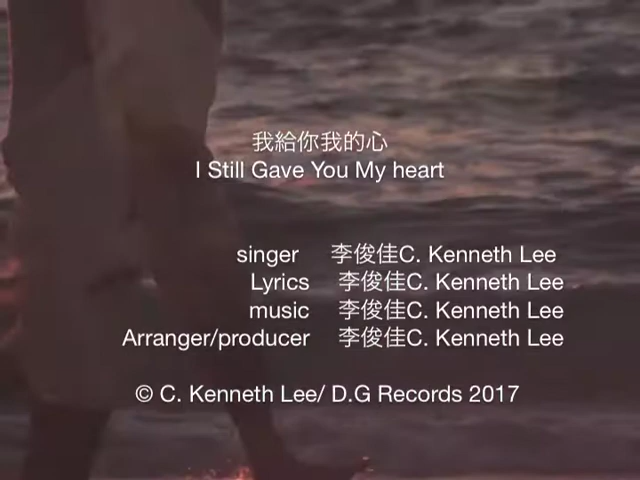 我給你我的心
I Still Gave You My heart
singer 李俊佳C. Kenneth Lee
Lyrics 李俊佳C. Kenneth Lee
music 李俊佳C. Kenneth Lee
Arranger/producer 李俊佳C. Kenneth Lee
© C. Kenneth Lee/ D.G Records 2017